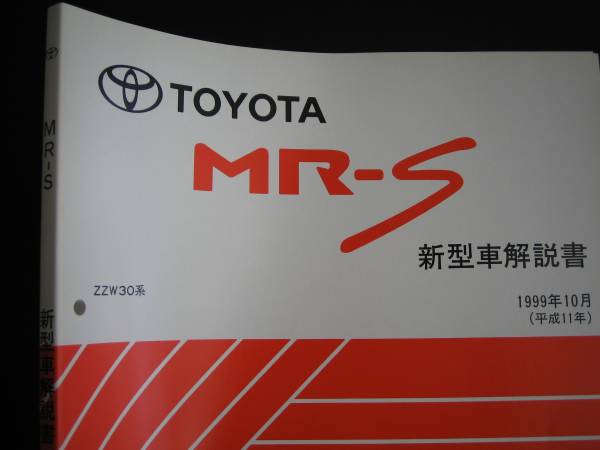 TOYOTA
MR-S
新型車解説書
ZZW30系
1999年10月
(平成11年)
MR-S
新型車解説書